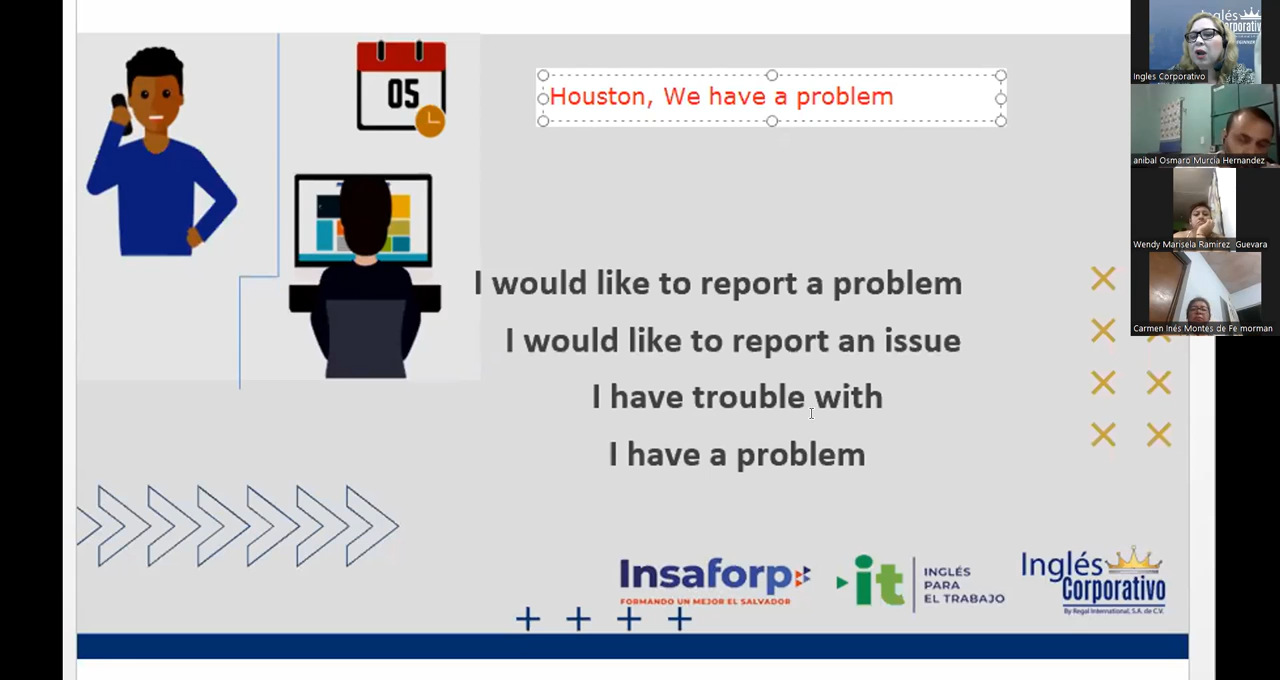 Houston, We have a problem
05
I would like to report a problem
I would like to report an issue
I have trouble with
I have a problem
Insaforp
FORMANDO UN MEJOR EL SALVADOR
it
INGLÉS
PARA
EL TRABAJO
Inglés
Corporativo
By Regal International, S.A. de C.V.
Inglés
Corporativo
Ingles Corporativo
anibal Osmaro Murcia Hernandez
Wendy Marisela Ramirez Guevara
Carmen Inés Montes de Fe morman